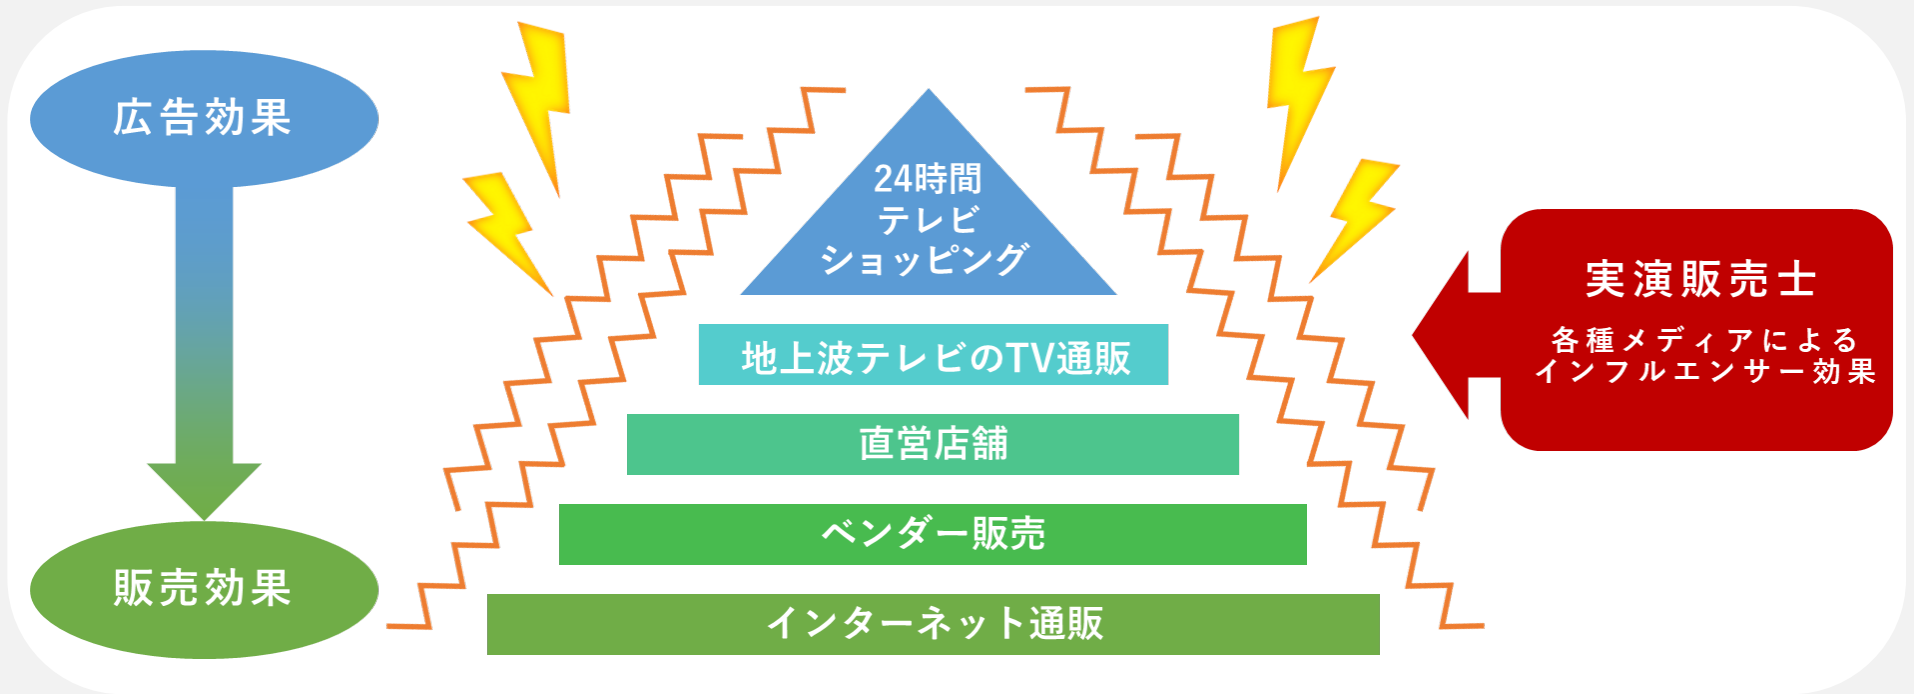 広告効果
販売効果
24時間
テレビ
ショッピング
地上波テレビのTV通販
直営店舗
ベンダー販売
インターネット通販
実演販売士
各種メディアによる
インフルエンサー効果